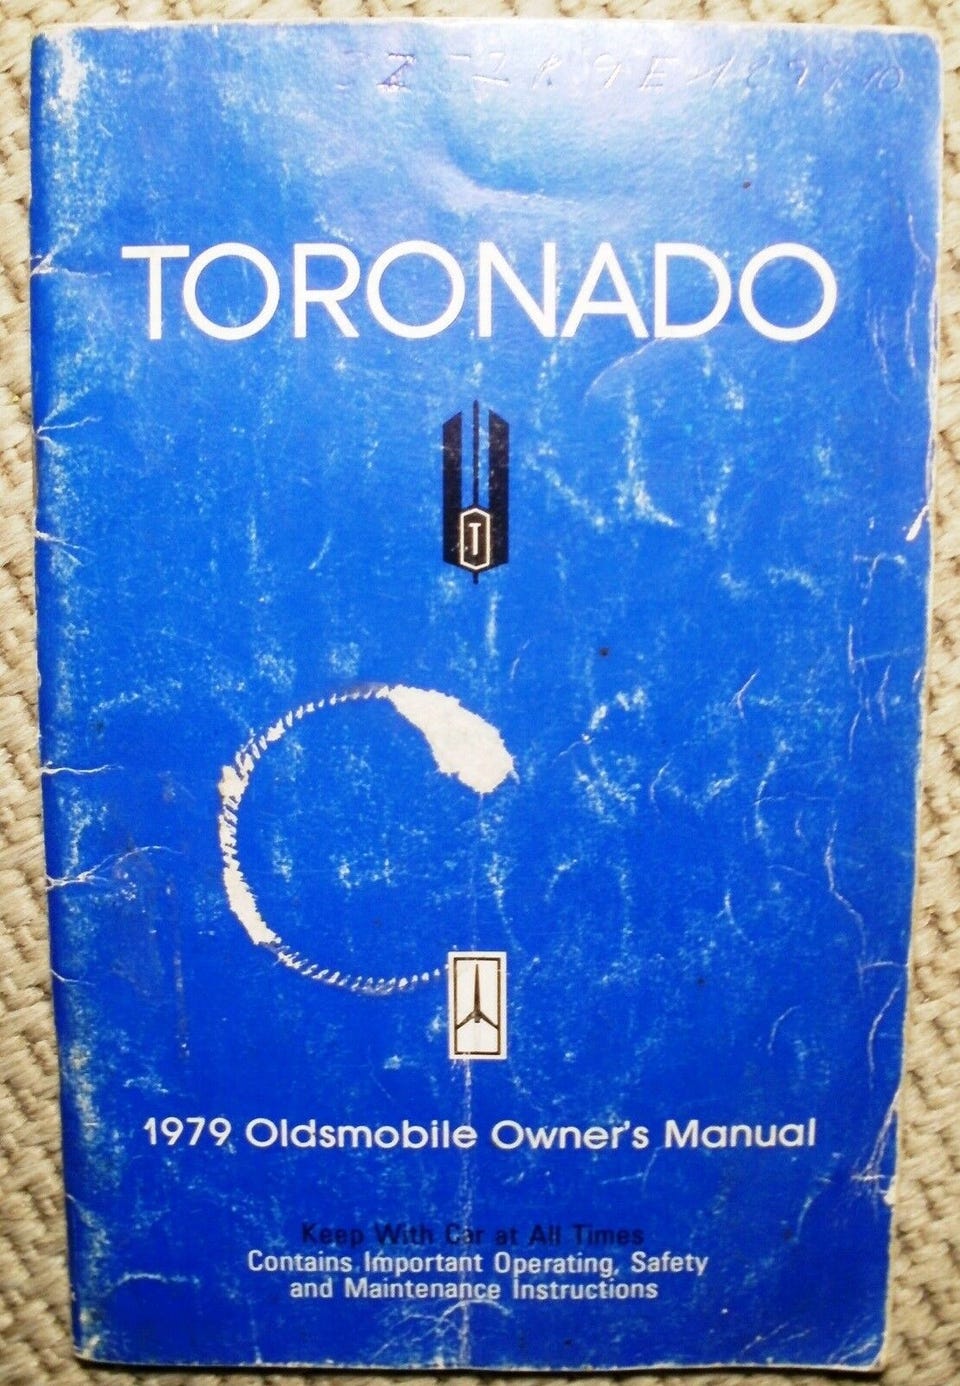 TORONADO
T
1979 Oldsmobile Owner's Manual
Keep With Car at All Times
Contains Important Operating, Safety
and Maintenance Instructions